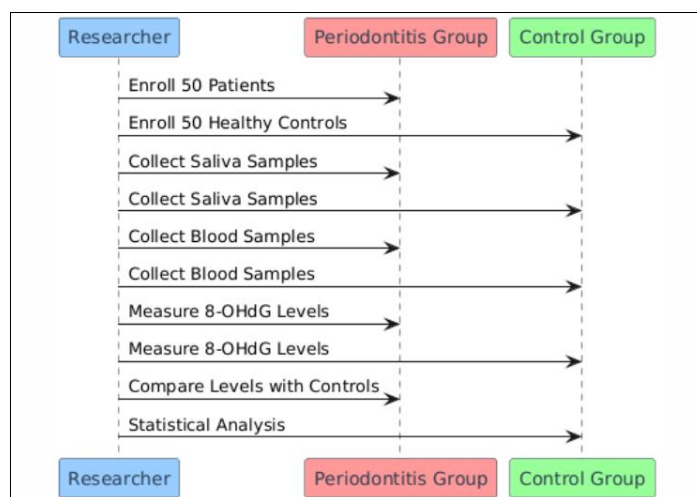 Researcher
Periodontitis Group
Control Group
Enroll 50 Patients
Enroll 50 Healthy Controls
Collect Saliva Samples
Collect Saliva Samples
Collect Blood Samples
Collect Blood Samples
Measure 8-OHdG Levels
Measure 8-OHdG Levels
Compare Levels with Controls
Statistical Analysis
Researcher
Periodontitis Group
Control Group